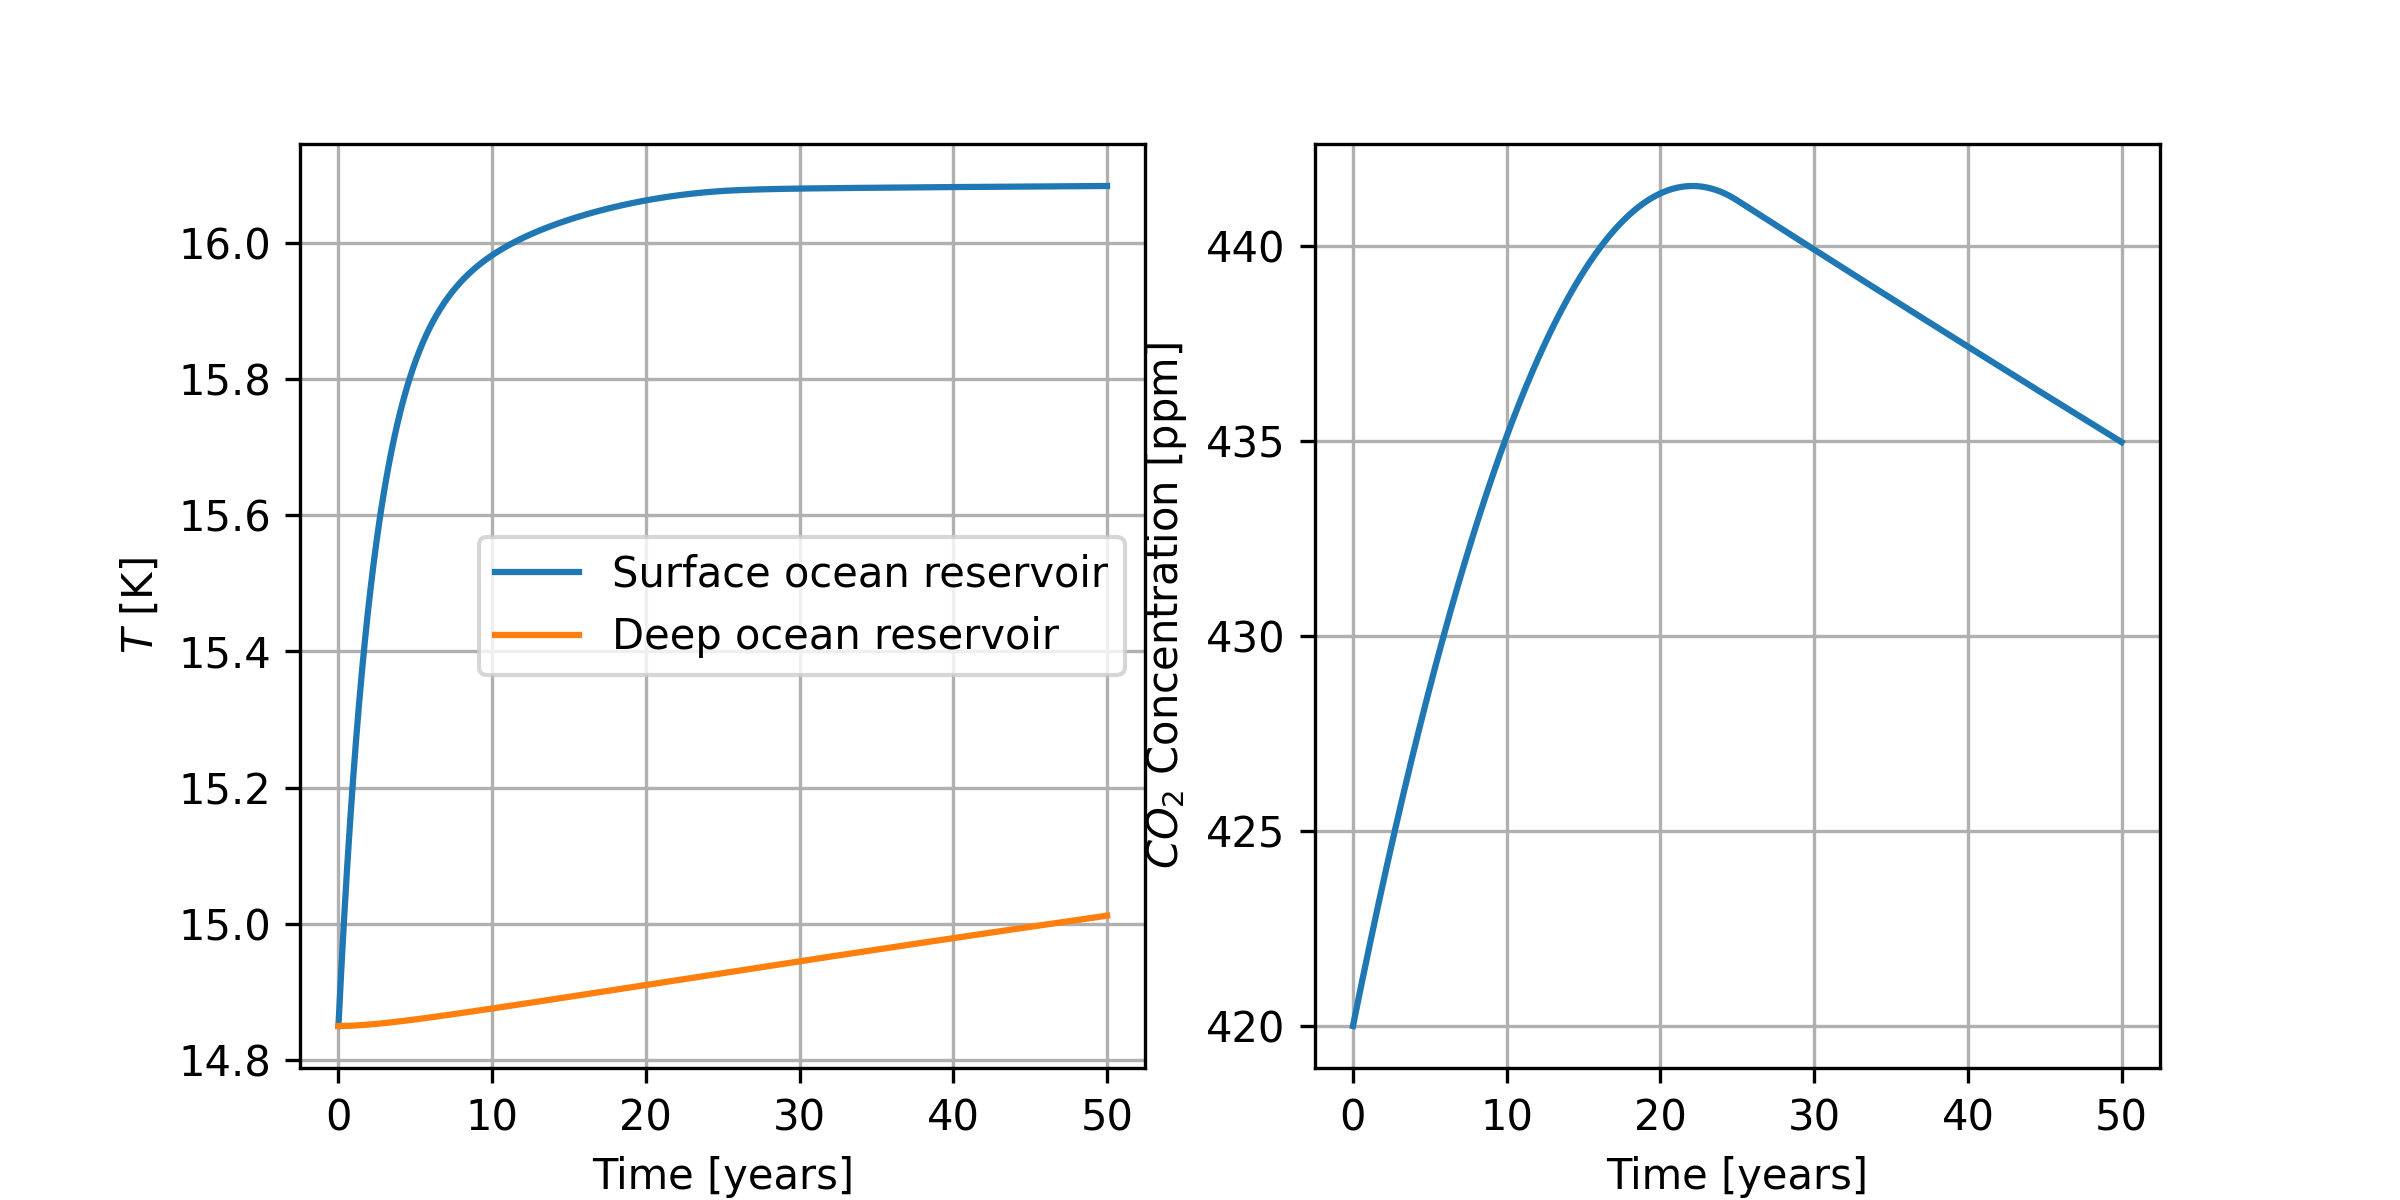 T [K]
16.0
15.8
15.6
15.4
15.2
15.0
14.8
Surface ocean reservoir
Deep ocean reservoir
0 10 20 30 40 50
Time [years]
CO₂ Concentration [ppm]
440
435
430
425
420
0 10 20 30 40 50
Time [years]